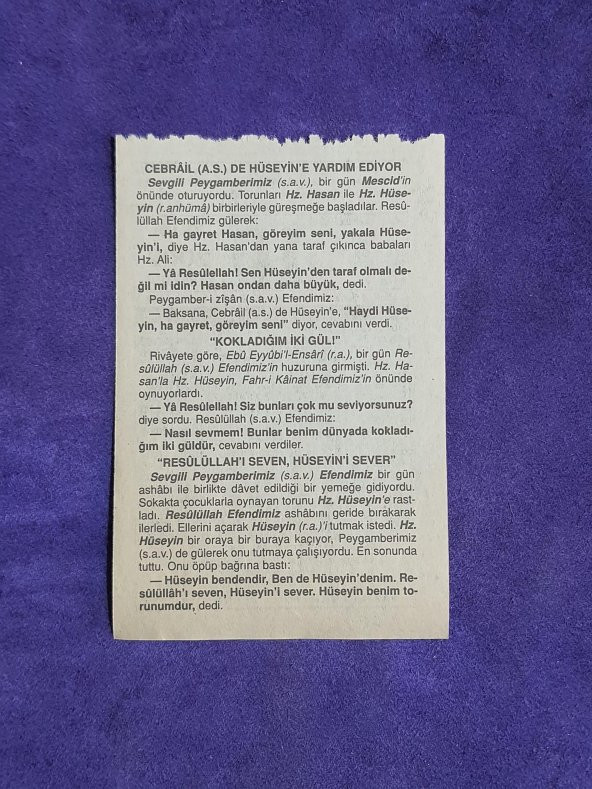 CEBRÂİL (A.S.) DE HÜSEYİN'E YARDIM EDİYOR
Sevgili Peygamberimiz (s.a.v.), bir gün Mescid'in
önünde oturuyordu. Torunları Hz. Hasan ile Hz. Hüse-
yin (r.anhümâ) birbirleriyle güreşmeğe başladılar. Resû-
lüllah Efendimiz gülerek:
— Ha gayret Hasan, göreyim seni, yakala Hüse-
yin'i, diye Hz. Hasan'dan yana taraf çıkınca babaları
Hz. Ali:
— Yâ Resûlellah! Sen Hüseyin'den taraf olmalı de-
ğil mi idin? Hasan ondan daha büyük, dedi.
Peygamber-i zîşân (s.a.v.) Efendimiz:
— Baksana, Cebrâil (a.s.) de Hüseyin'e, "Haydi Hüse-
yin, ha gayret, göreyim seni" diyor, cevabını verdi.
"KOKLADIĞIM İKİ GÜL!"
Rivâyete göre, Ebû Eyyûbi'l-Ensârî (r.a.), bir gün Re-
sûlüllah (s.a.v.) Efendimiz'in huzuruna girmişti. Hz. Ha-
san'la Hz. Hüseyin, Fahr-i Kâinat Efendimiz'in önünde
oynuyorlardı.
— Yâ Resûlellah! Siz bunları çok mu seviyorsunuz?
diye sordu. Resûlüllah (s.a.v.) Efendimiz:
— Nasıl sevmem! Bunlar benim dünyada kokladı-
ğım iki güldür, cevabını verdiler.
"RESÛLÜLLAH'I SEVEN, HÜSEYİN'İ SEVER"
Sevgili Peygamberimiz (s.a.v.) Efendimiz bir gün
ashâbı ile birlikte dâvet edildiği bir yemeğe gidiyordu.
Sokakta çocuklarla oynayan torunu Hz. Hüseyin'e rast-
ladı. Resûlüllah Efendimiz ashâbını geride bırakarak
ilerledi. Ellerini açarak Hüseyin (r.a.)'i tutmak istedi. Hz.
Hüseyin bir oraya bir buraya kaçıyor, Peygamberimiz
(s.a.v.) de gülerek onu tutmaya çalışıyordu. En sonunda
tuttu. Onu öpüp bağrına bastı:
— Hüseyin bendendir, Ben de Hüseyin'denim. Re-
sûlüllâh'ı seven, Hüseyin'i sever. Hüseyin benim to-
runumdur, dedi.